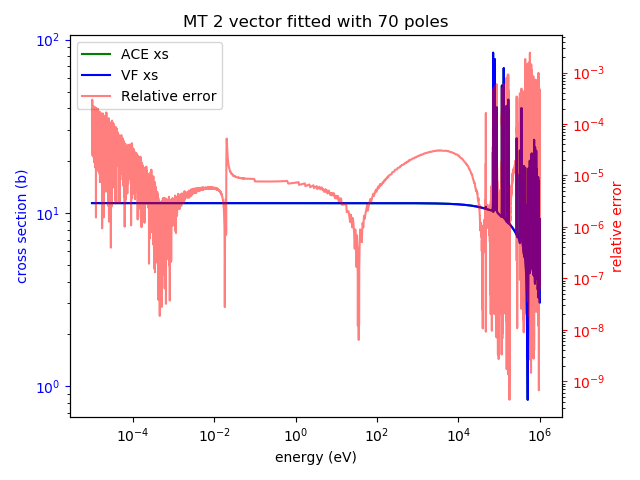 MT 2 vector fitted with 70 poles
ACE xs
VF xs
Relative error
cross section (b)
10²
10¹
10⁰
10⁻³
10⁻⁴
10⁻⁵
10⁻⁶
10⁻⁷
10⁻⁸
10⁻⁹
relative error
10⁻⁴ 10⁻² 10⁰ 10² 10⁴ 10⁶
energy (eV)